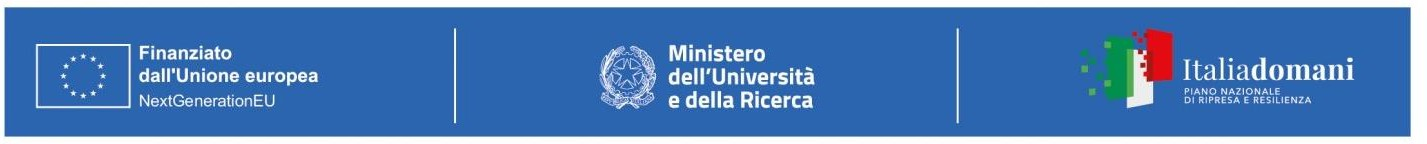 Finanziato
dall'Unione europea
NextGenerationEU
Ministero
dell'Università
e della Ricerca
Italiadomani
PIANO NAZIONALE
DI RIPRESA E RESILIENZA